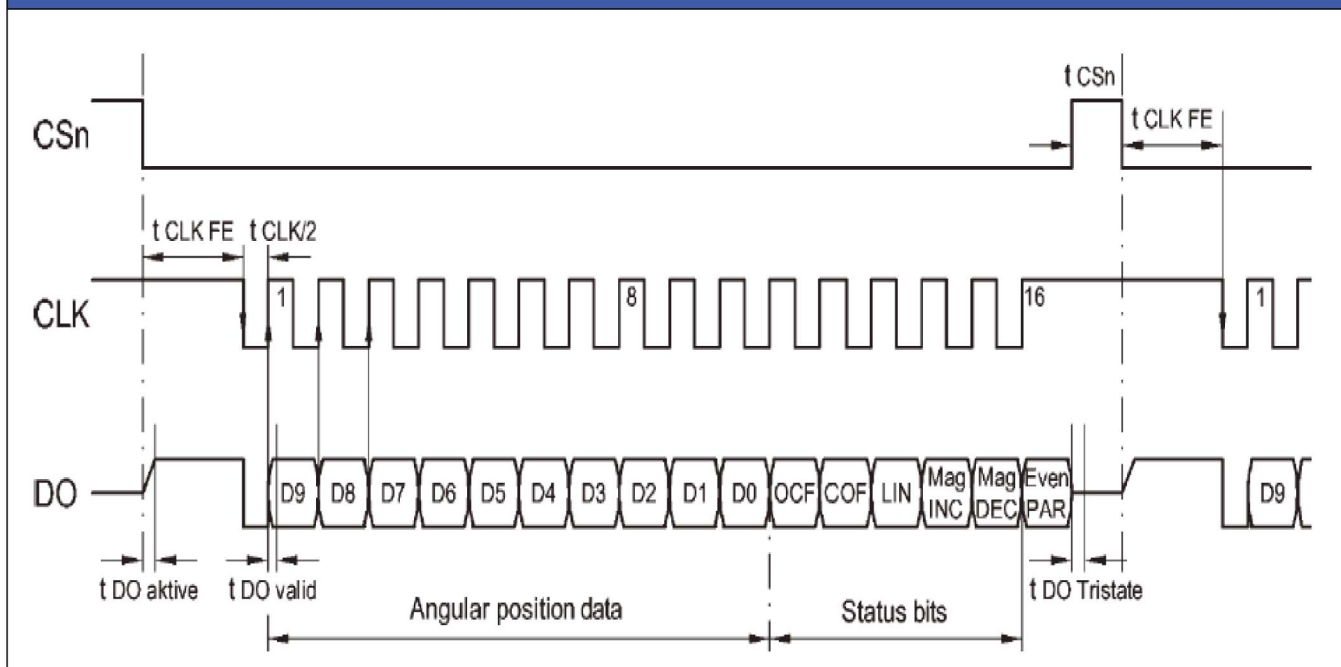 t CSn
t CLK FE
CSn
t CLK FE t CLK/2
CLK
1 8 16 1
DO
D9 D8 D7 D6 D5 D4 D3 D2 D1 D0 OCF COF LIN Mag INC Mag DEC Even PAR D9
t DO aktive t DO valid t DO Tristate
Angular position data Status bits